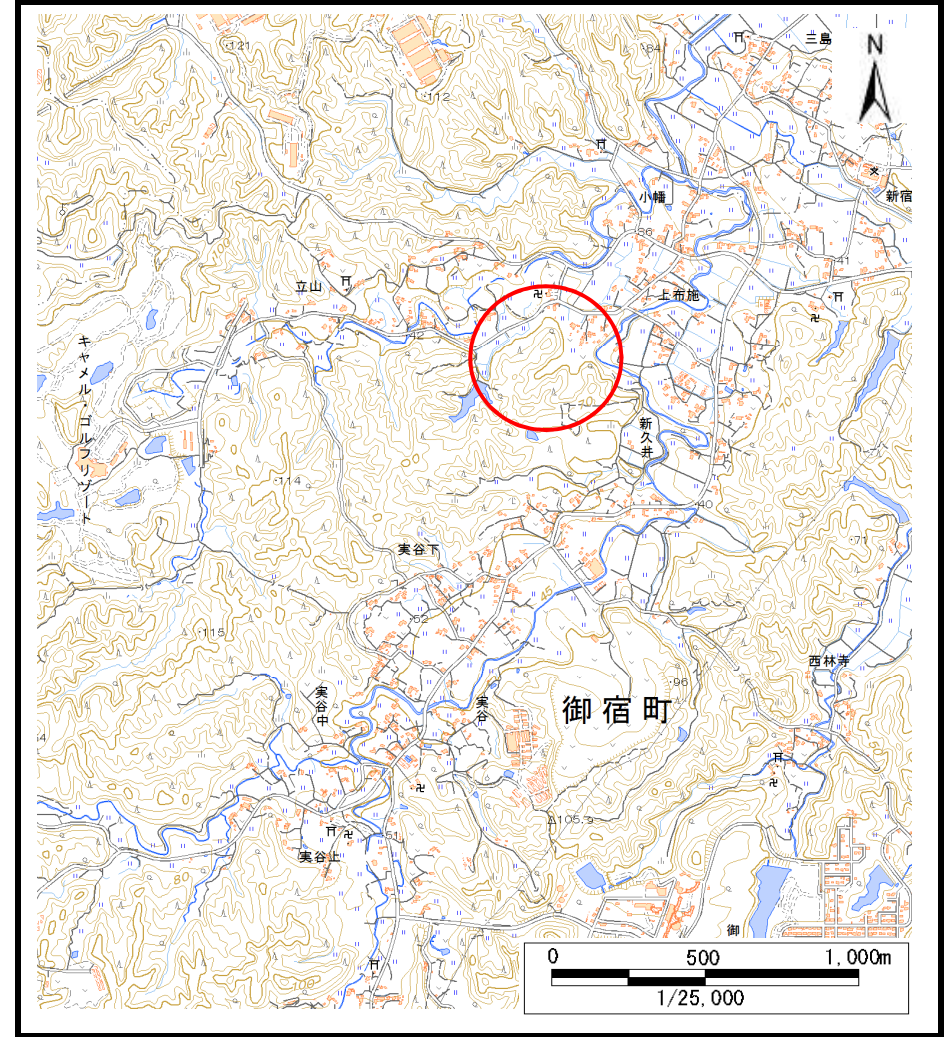 N
三島
・121
・84
・112
新宿
小幡
・86
・41
立山
上布施
・42
キャメル・ゴルフリゾート
新久井
・114
・40
・71
実谷下
・52
・115
西林寺
・96
実谷中
実谷
御宿町
△105.9
・51
実谷上
御
0 500 1,000m
1/25,000